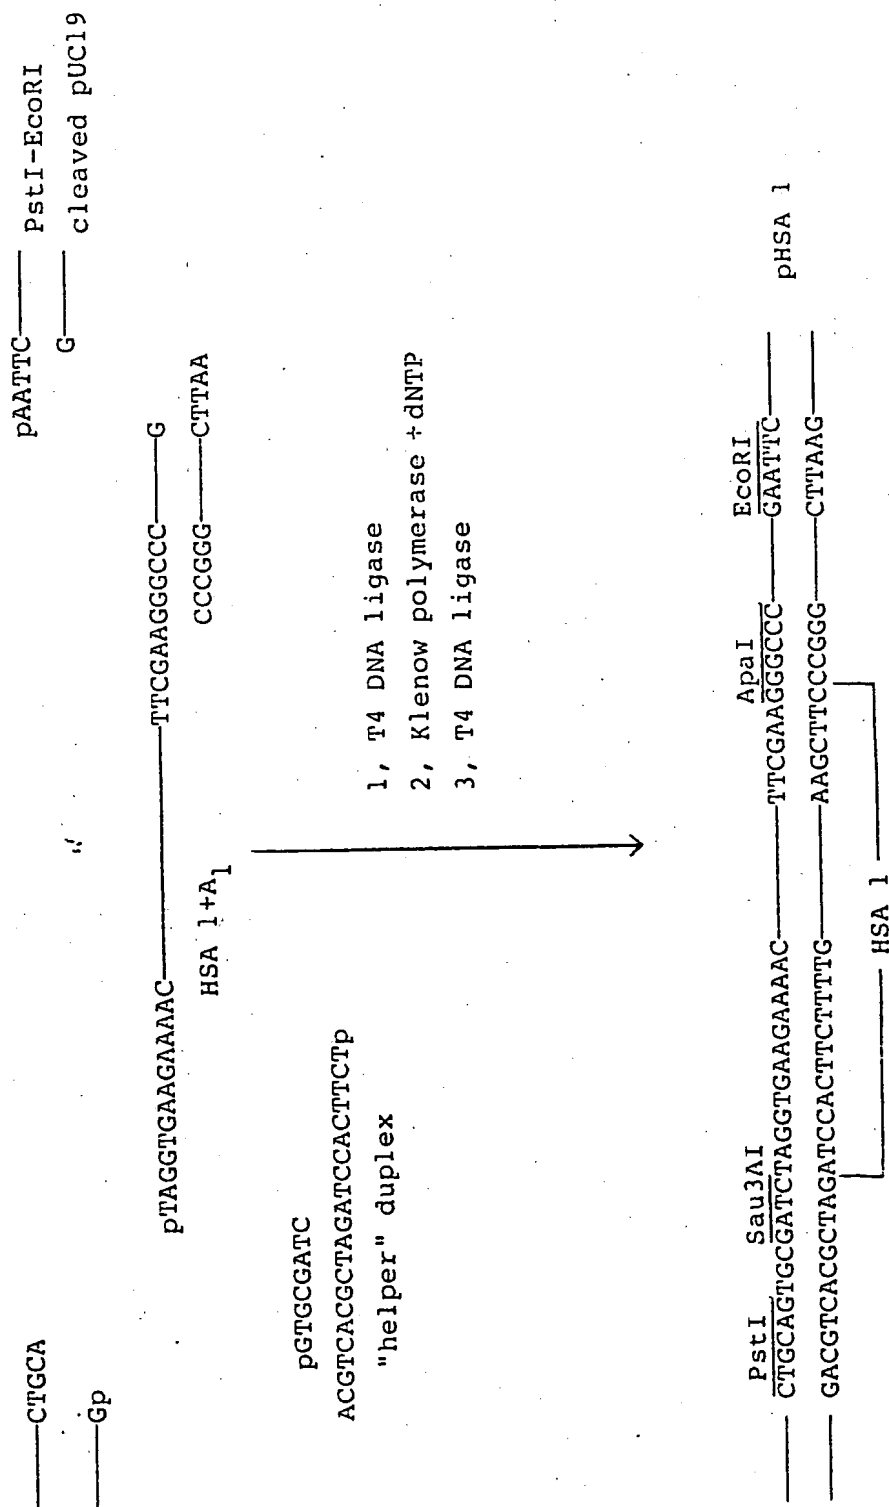 CTGCA
Gp
pAATTC
PstI-EcoRI
G
cleaved pUC19
pTAGGTGAAGAAAAC
TTCGAAGGGCCC
G
CCCGGG
CTTAA
HSA 1+A1
pGTGCGATC
ACGTCACGCTAGATCCACTTCTp
"helper" duplex
1, T4 DNA ligase
2, Klenow polymerase +dNTP
3, T4 DNA ligase
PstI
Sau3AI
ApaI
EcoRI
CTGCAGTGCGATCTAGGTGAAGAAAAC
TTCGAAGGGCCC
GAATTC
GACGTCACGCTAGATCCACTTCTTTTG
AAGCTTCCCGGG
CTTAAG
pHSA 1
HSA 1